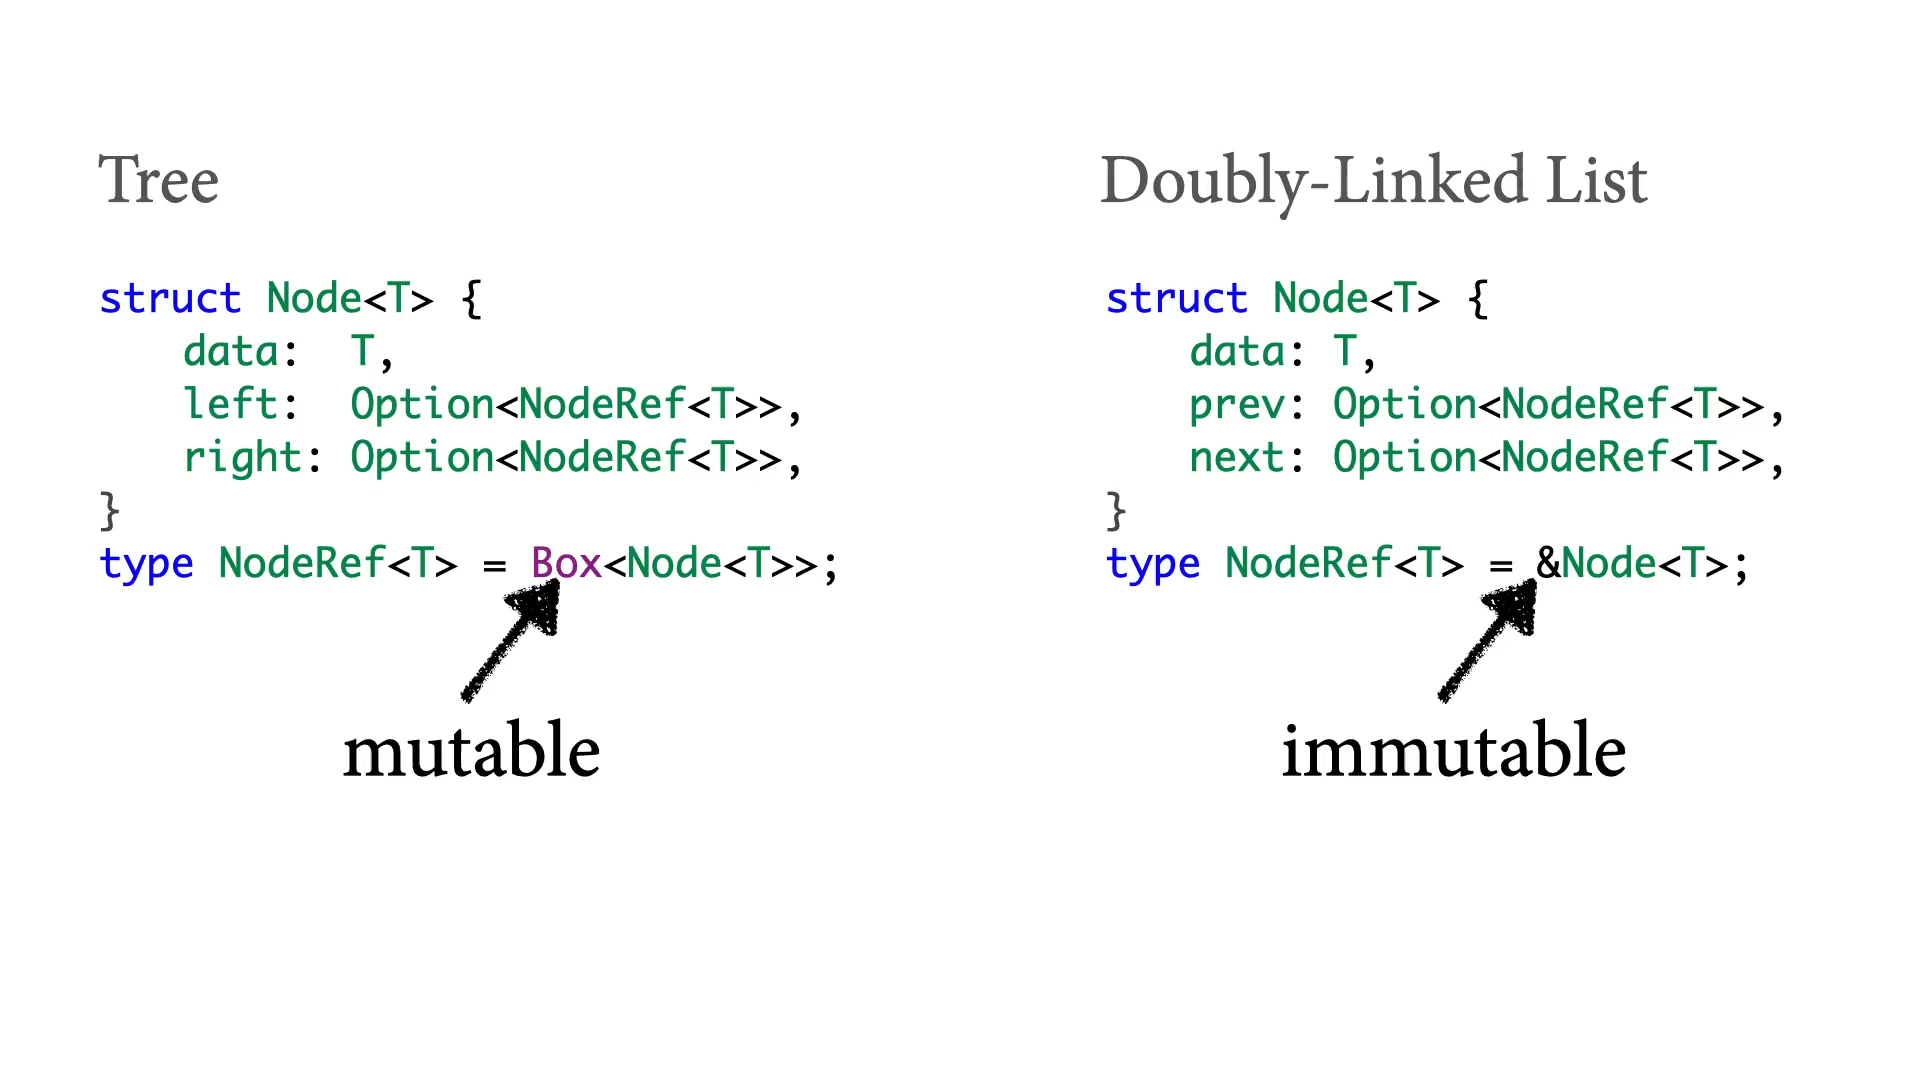 Tree
struct Node<T> {
    data:  T,
    left:  Option<NodeRef<T>>,
    right: Option<NodeRef<T>>,
}
type NodeRef<T> = Box<Node<T>>;
mutable
Doubly-Linked List
struct Node<T> {
    data: T,
    prev: Option<NodeRef<T>>,
    next: Option<NodeRef<T>>,
}
type NodeRef<T> = &Node<T>;
immutable